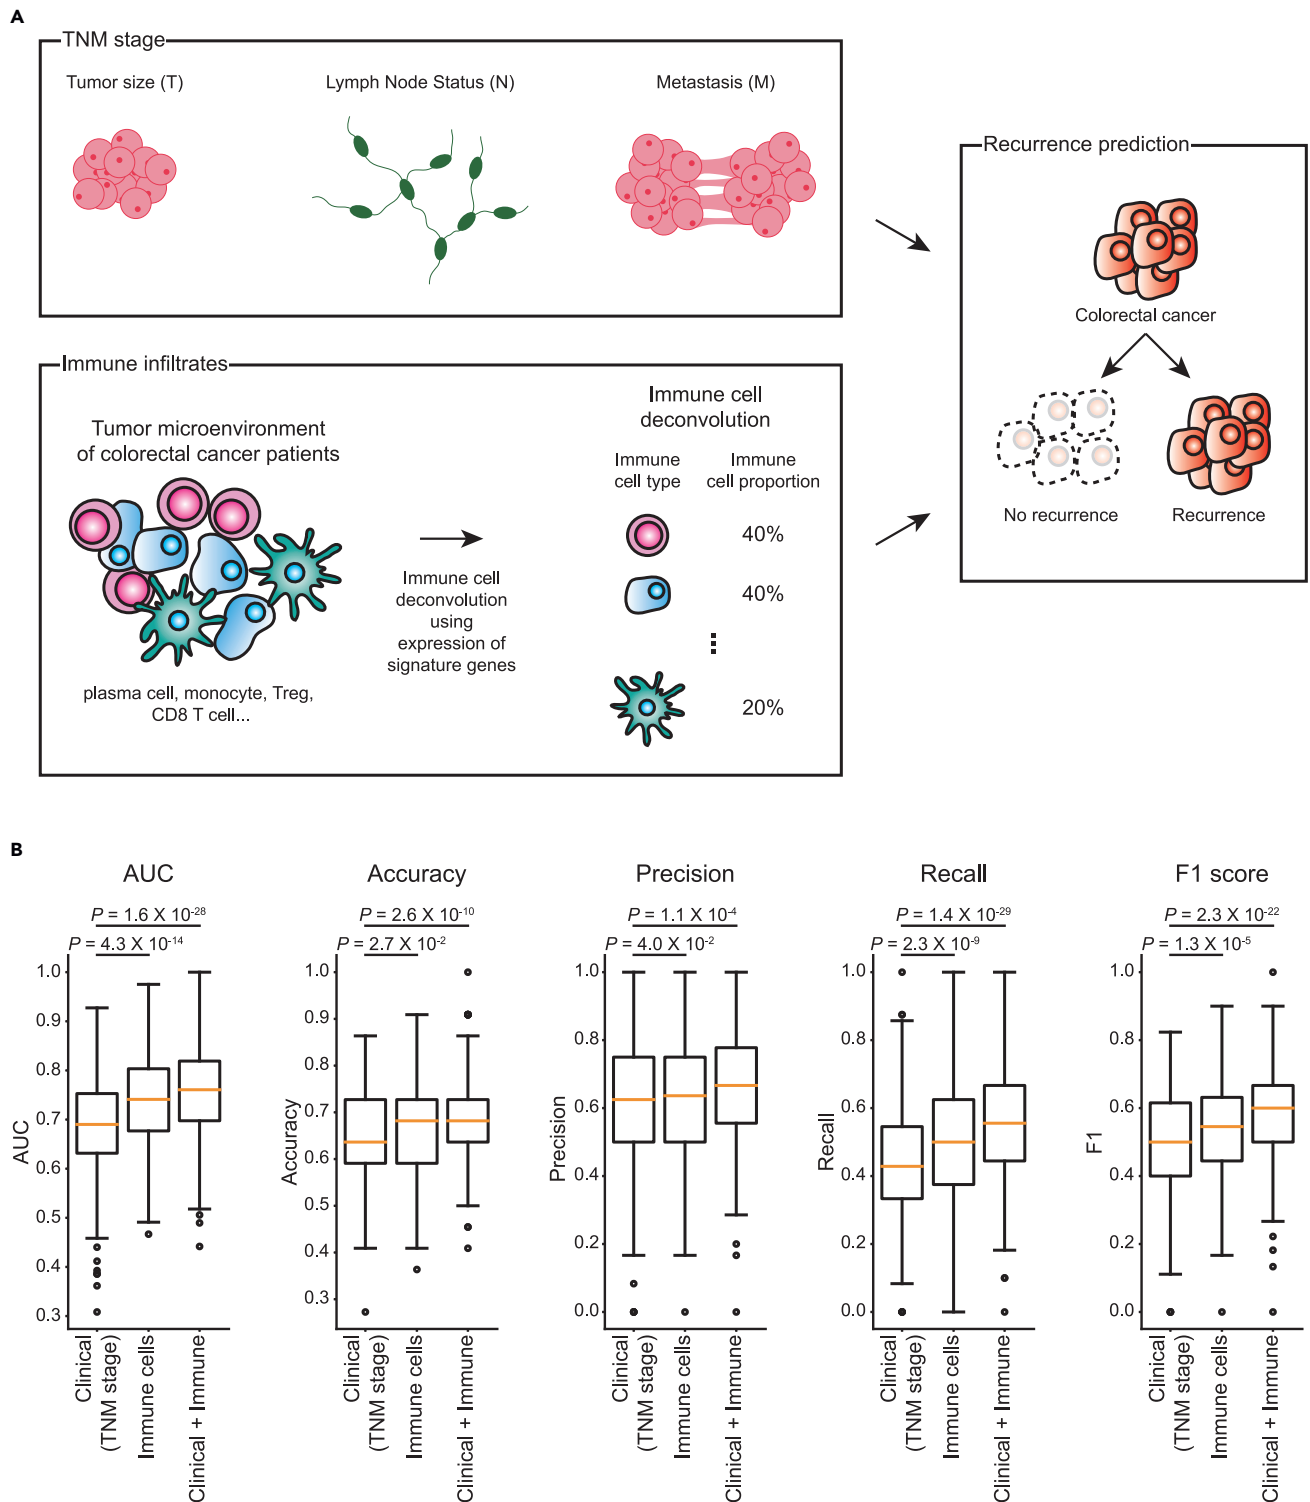 A
TNM stage
Tumor size (T)
Lymph Node Status (N)
Metastasis (M)
Recurrence prediction
Colorectal cancer
No recurrence
Recurrence
Immune infiltrates
Tumor microenvironment
of colorectal cancer patients
plasma cell, monocyte, Treg,
CD8 T cell...
Immune cell
deconvolution
using
expression of
signature genes
Immune cell
deconvolution
Immune
cell type
Immune
cell proportion
40%
40%
20%
B
AUC
P = 1.6 X 10-28
P = 4.3 X 10-14
AUC
1.0
0.9
0.8
0.7
0.6
0.5
0.4
0.3
Clinical
(TNM stage)
Immune cells
Clinical + Immune
Accuracy
P = 2.6 X 10-10
P = 2.7 X 10-2
Accuracy
1.0
0.9
0.8
0.7
0.6
0.5
0.4
0.3
Clinical
(TNM stage)
Immune cells
Clinical + Immune
Precision
P = 1.1 X 10-4
P = 4.0 X 10-2
Precision
1.0
0.8
0.6
0.4
0.2
0.0
Clinical
(TNM stage)
Immune cells
Clinical + Immune
Recall
P = 1.4 X 10-29
P = 2.3 X 10-9
Recall
1.0
0.8
0.6
0.4
0.2
0.0
Clinical
(TNM stage)
Immune cells
Clinical + Immune
F1 score
P = 2.3 X 10-22
P = 1.3 X 10-5
F1
1.0
0.8
0.6
0.4
0.2
0.0
Clinical
(TNM stage)
Immune cells
Clinical + Immune